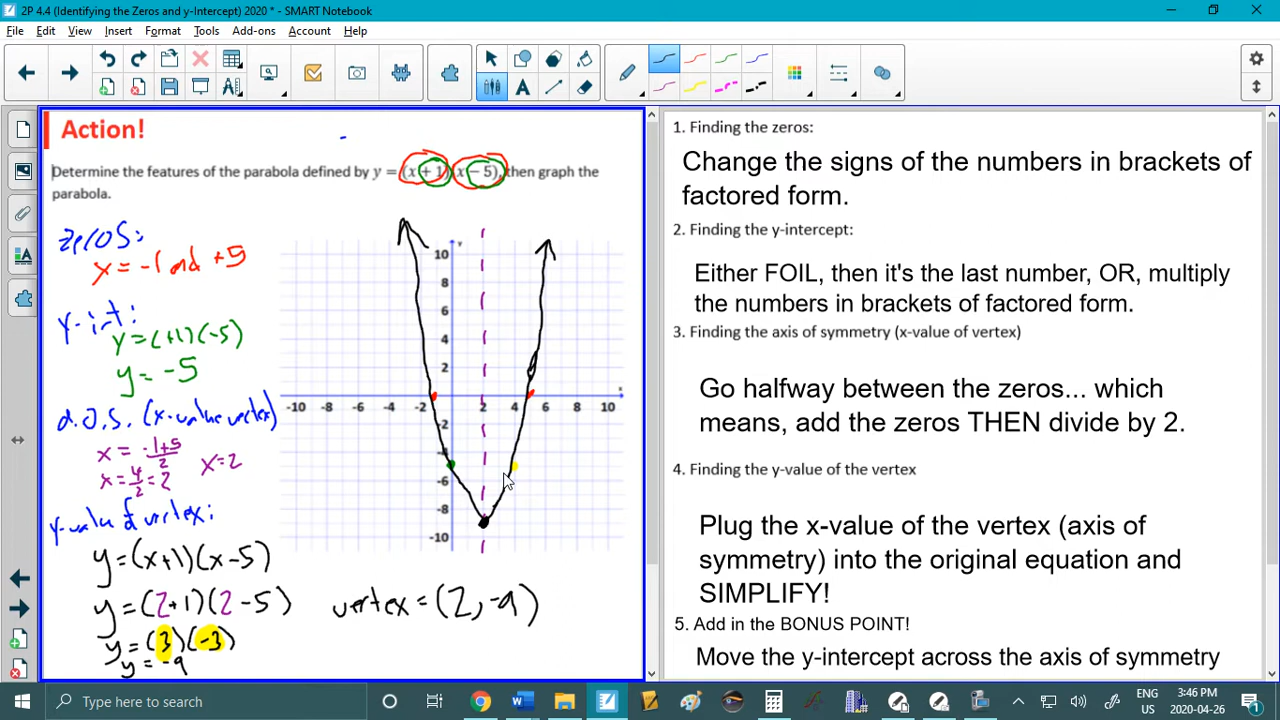 2P 4.4 (Identifying the Zeros and y-Intercept) 2020 * - SMART Notebook
File Edit View Insert Format Tools Add-ons Account Help
Action!
Determine the features of the parabola defined by y = (x + 1)(x − 5), then graph the
parabola.
zeros:
x = -1 and +5
y-int:
y = (+1)(-5)
y = -5
a.o.s. (x-value vertex)
x = -1+5/2
x = 4/2 = 2 x = 2
y-value of vertex:
y = (x+1)(x-5)
y = (2+1)(2-5)
y = (3)(-3)
y = -9
vertex = (2, -9)
y
10
8
6
4
2
x
-10 -8 -6 -4 -2 2 4 6 8 10
-2
-4
-6
-8
-10
1. Finding the zeros:
Change the signs of the numbers in brackets of
factored form.
2. Finding the y-intercept:
Either FOIL, then it's the last number, OR, multiply
the numbers in brackets of factored form.
3. Finding the axis of symmetry (x-value of vertex)
Go halfway between the zeros... which
means, add the zeros THEN divide by 2.
4. Finding the y-value of the vertex
Plug the x-value of the vertex (axis of
symmetry) into the original equation and
SIMPLIFY!
5. Add in the BONUS POINT!
Move the y-intercept across the axis of symmetry
Type here to search
ENG
US
3:46 PM
2020-04-26
1